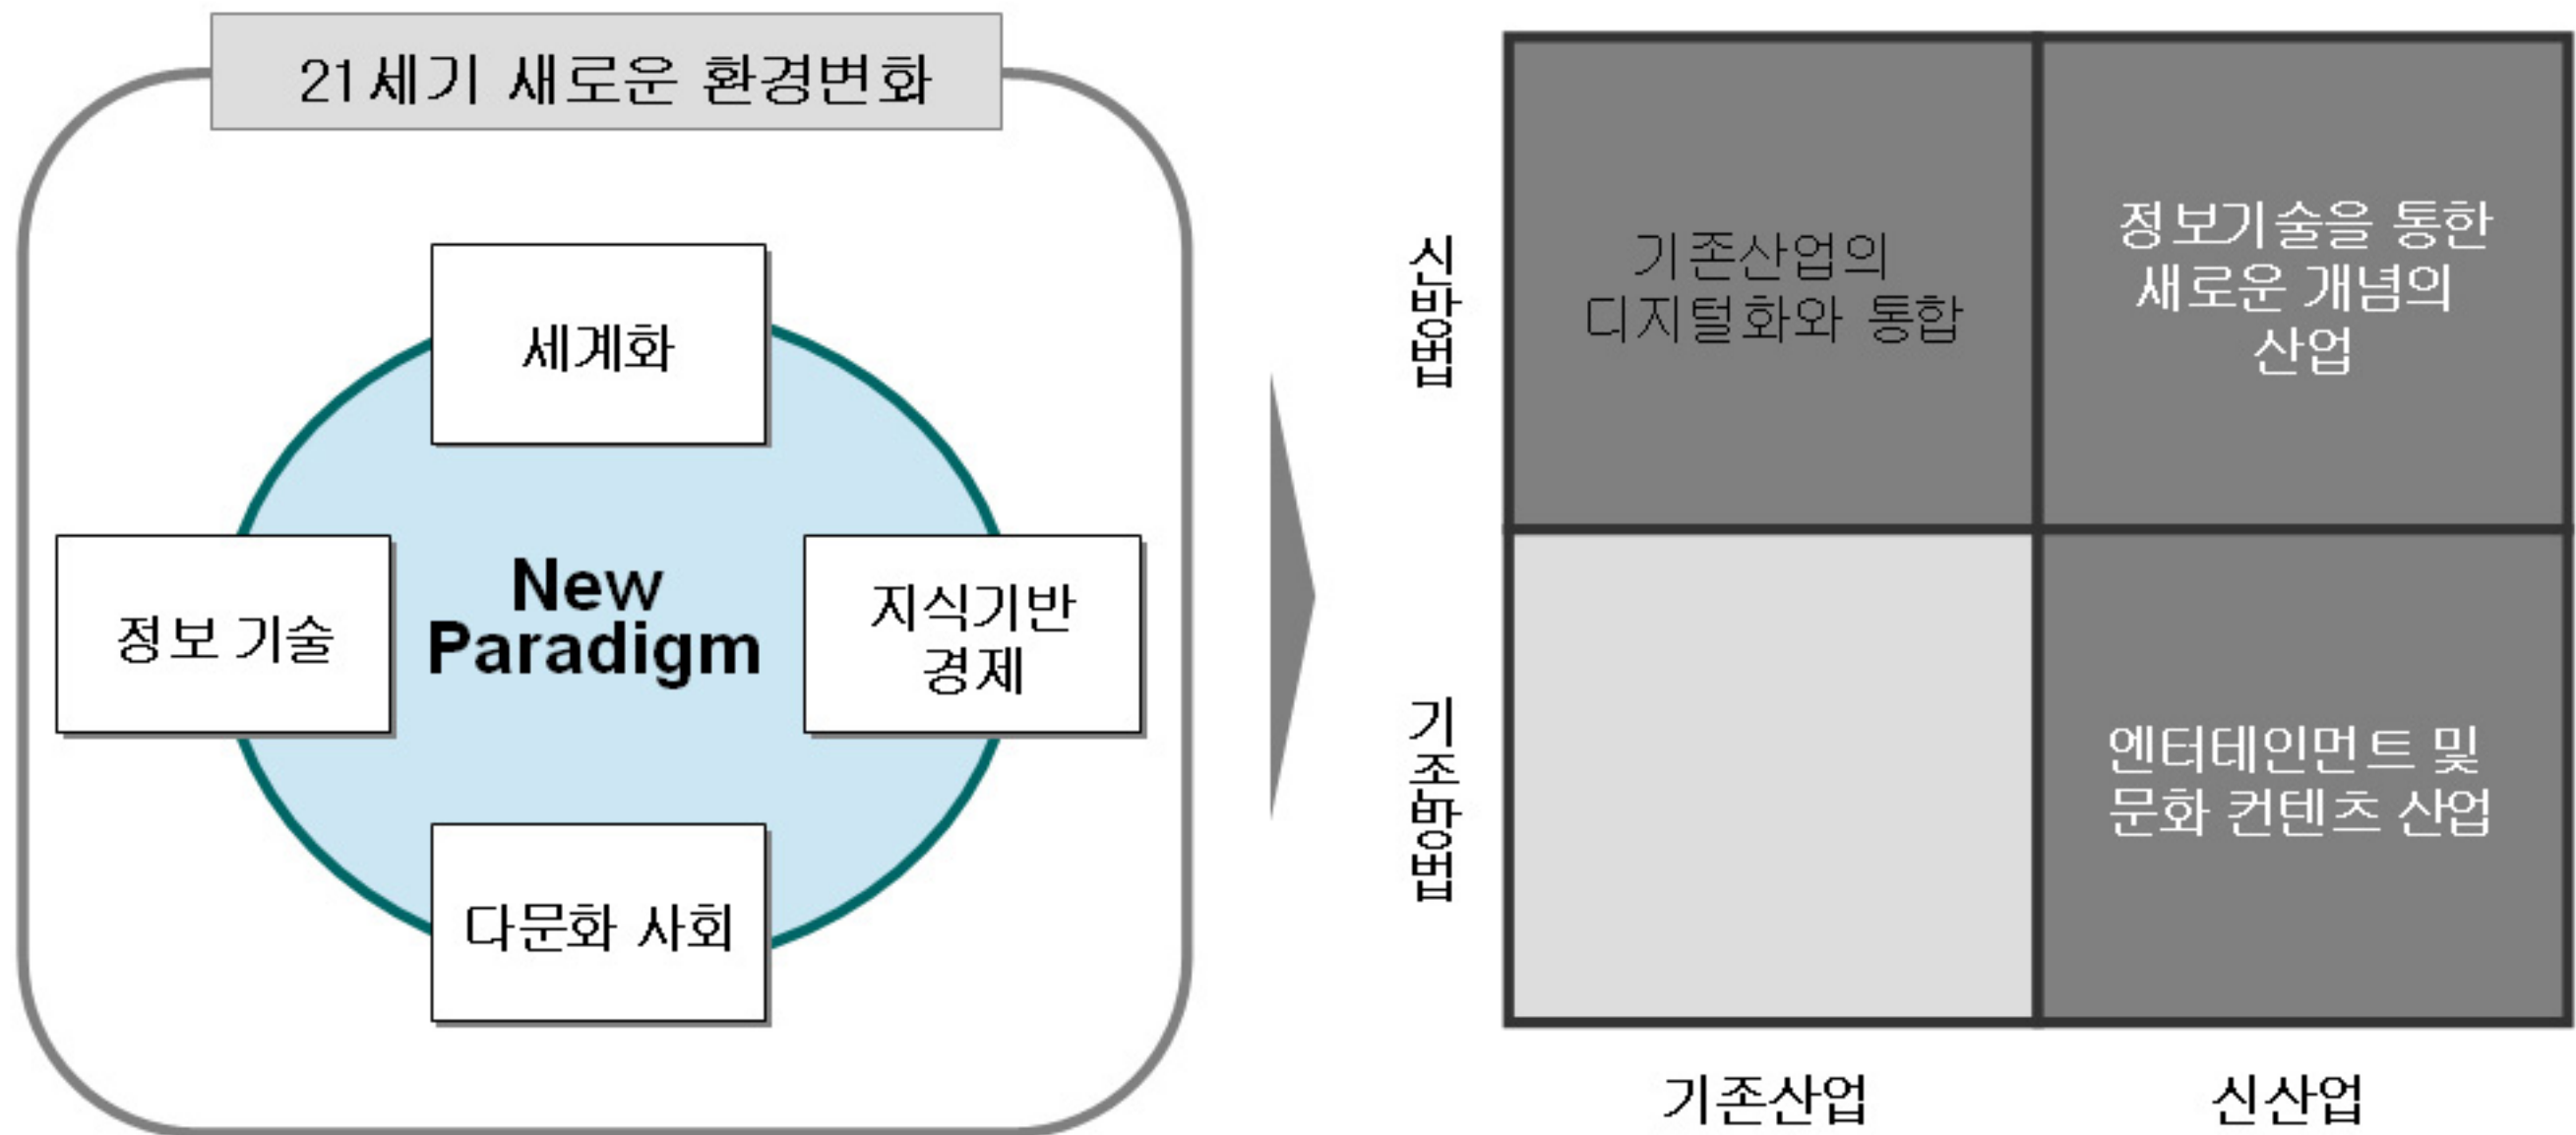 21세기 새로운 환경변화
세계화
정보 기술
New
Paradigm
지식기반
경제
다문화 사회
신방법
기존방법
기존산업의
디지털화와 통합
정보기술을 통한
새로운 개념의
산업
엔터테인먼트 및
문화 컨텐츠 산업
기존산업
신산업